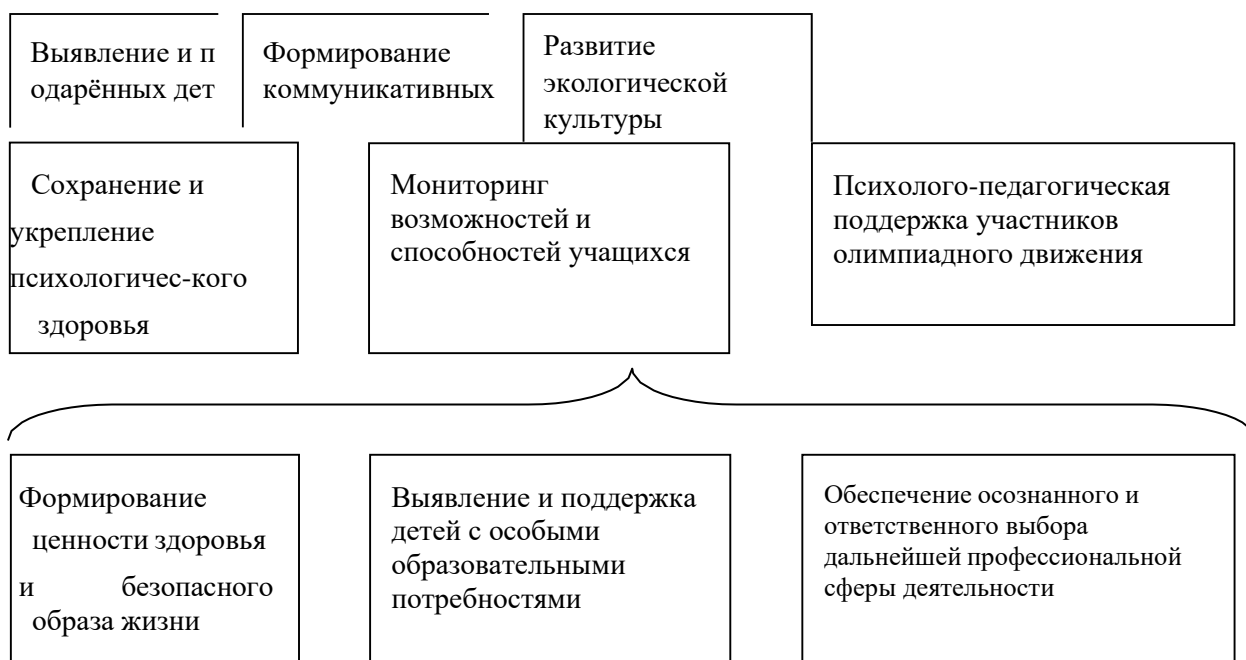 Выявление и п
одарённых дет
Формирование
коммуникативных
Развитие
экологической
культуры
Сохранение и
укрепление
психологичес-кого
здоровья
Мониторинг
возможностей и
способностей учащихся
Психолого-педагогическая
поддержка участников
олимпиадного движения
Формирование
ценности здоровья
и безопасного
образа жизни
Выявление и поддержка
детей с особыми
образовательными
потребностями
Обеспечение осознанного и
ответственного выбора
дальнейшей профессиональной
сферы деятельности